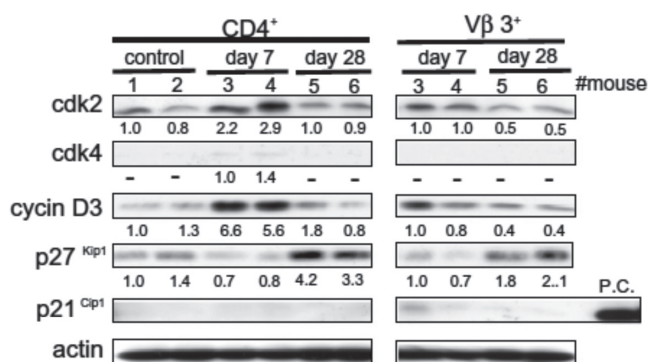 CD4+ Vβ 3+
control day 7 day 28 day 7 day 28
1 2 3 4 5 6 3 4 5 6 #mouse
cdk2
1.0 0.8 2.2 2.9 1.0 0.9 1.0 1.0 0.5 0.5
cdk4
- - 1.0 1.4 - - - - - -
cycin D3
1.0 1.3 6.6 5.6 1.8 0.8 1.0 0.8 0.4 0.4
p27 Kip1
1.0 1.4 0.7 0.8 4.2 3.3 1.0 0.7 1.8 2..1 P.C.
p21 Cip1
actin